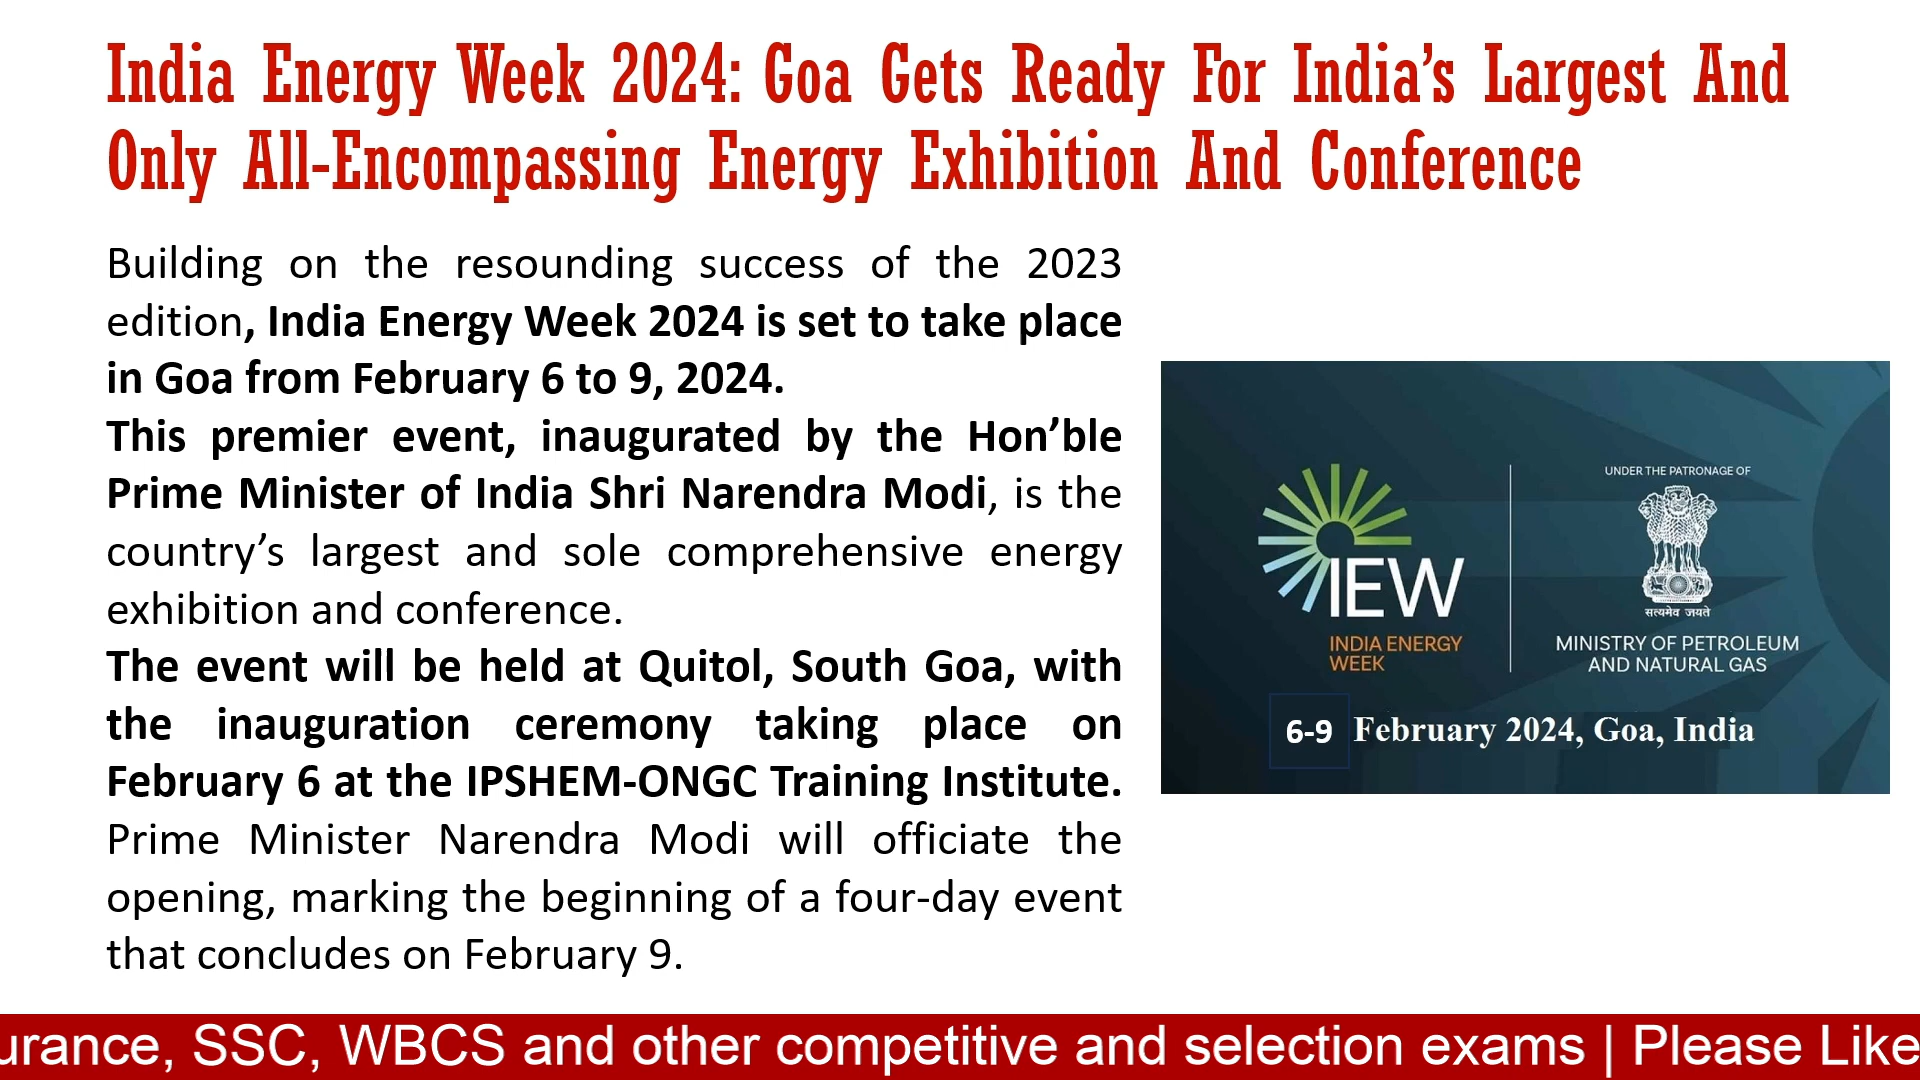 India Energy Week 2024: Goa Gets Ready For India’s Largest And
Only All-Encompassing Energy Exhibition And Conference
Building on the resounding success of the 2023
edition, India Energy Week 2024 is set to take place
in Goa from February 6 to 9, 2024.
This premier event, inaugurated by the Hon’ble
Prime Minister of India Shri Narendra Modi, is the
country’s largest and sole comprehensive energy
exhibition and conference.
The event will be held at Quitol, South Goa, with
the inauguration ceremony taking place on
February 6 at the IPSHEM-ONGC Training Institute.
Prime Minister Narendra Modi will officiate the
opening, marking the beginning of a four-day event
that concludes on February 9.
IEW
INDIA ENERGY
WEEK
UNDER THE PATRONAGE OF
सत्यमेव जयते
MINISTRY OF PETROLEUM
AND NATURAL GAS
6-9 February 2024, Goa, India
urance, SSC, WBCS and other competitive and selection exams | Please Like